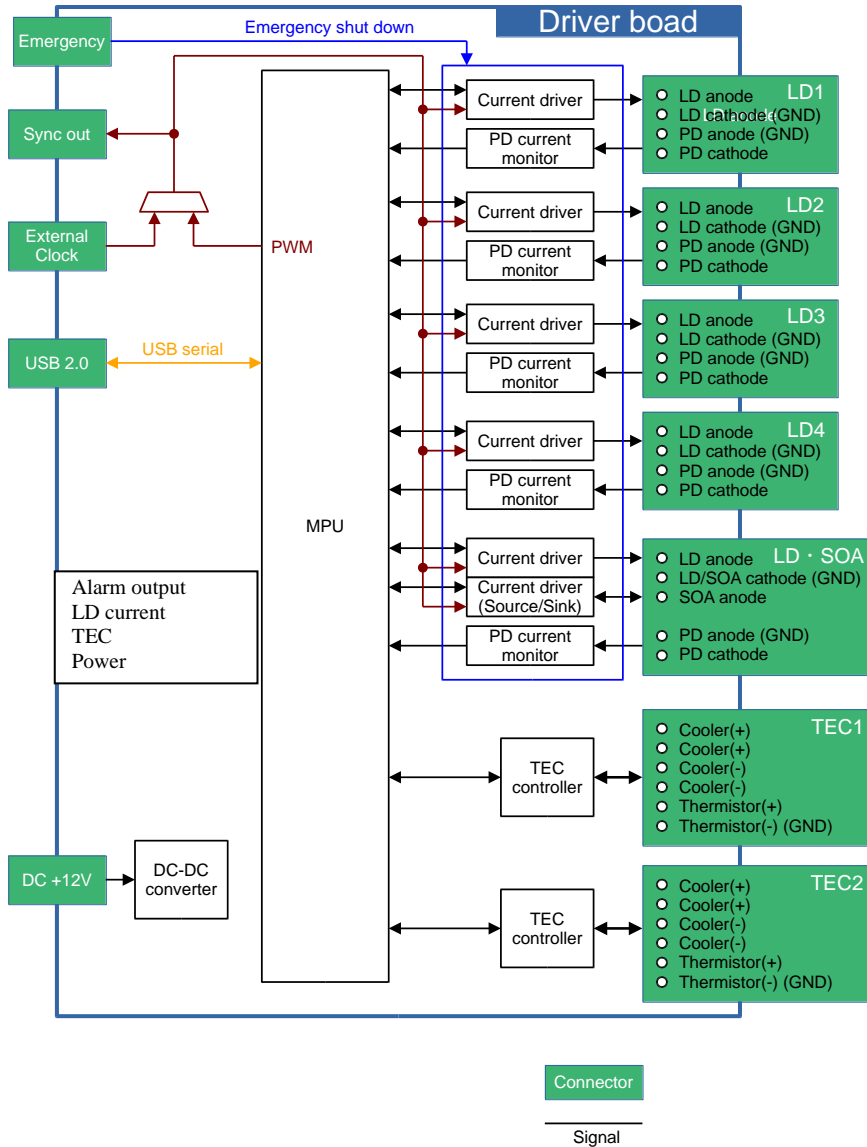 Driver boad
Emergency
Emergency shut down
Sync out
External
Clock
PWM
USB 2.0
USB serial
MPU
Alarm output
LD current
TEC
Power
DC +12V
DC-DC
converter
Current driver
PD current
monitor
LD1
LD anode
LD anode
LD cathode (GND)
PD anode (GND)
PD cathode
Current driver
PD current
monitor
LD2
LD anode
LD cathode (GND)
PD anode (GND)
PD cathode
Current driver
PD current
monitor
LD3
LD anode
LD cathode (GND)
PD anode (GND)
PD cathode
Current driver
PD current
monitor
LD4
LD anode
LD cathode (GND)
PD anode (GND)
PD cathode
Current driver
Current driver
(Source/Sink)
PD current
monitor
LD・SOA
LD anode
LD/SOA cathode (GND)
SOA anode
PD anode (GND)
PD cathode
TEC
controller
TEC1
Cooler(+)
Cooler(+)
Cooler(-)
Cooler(-)
Thermistor(+)
Thermistor(-) (GND)
TEC
controller
TEC2
Cooler(+)
Cooler(+)
Cooler(-)
Cooler(-)
Thermistor(+)
Thermistor(-) (GND)
Connector
Signal